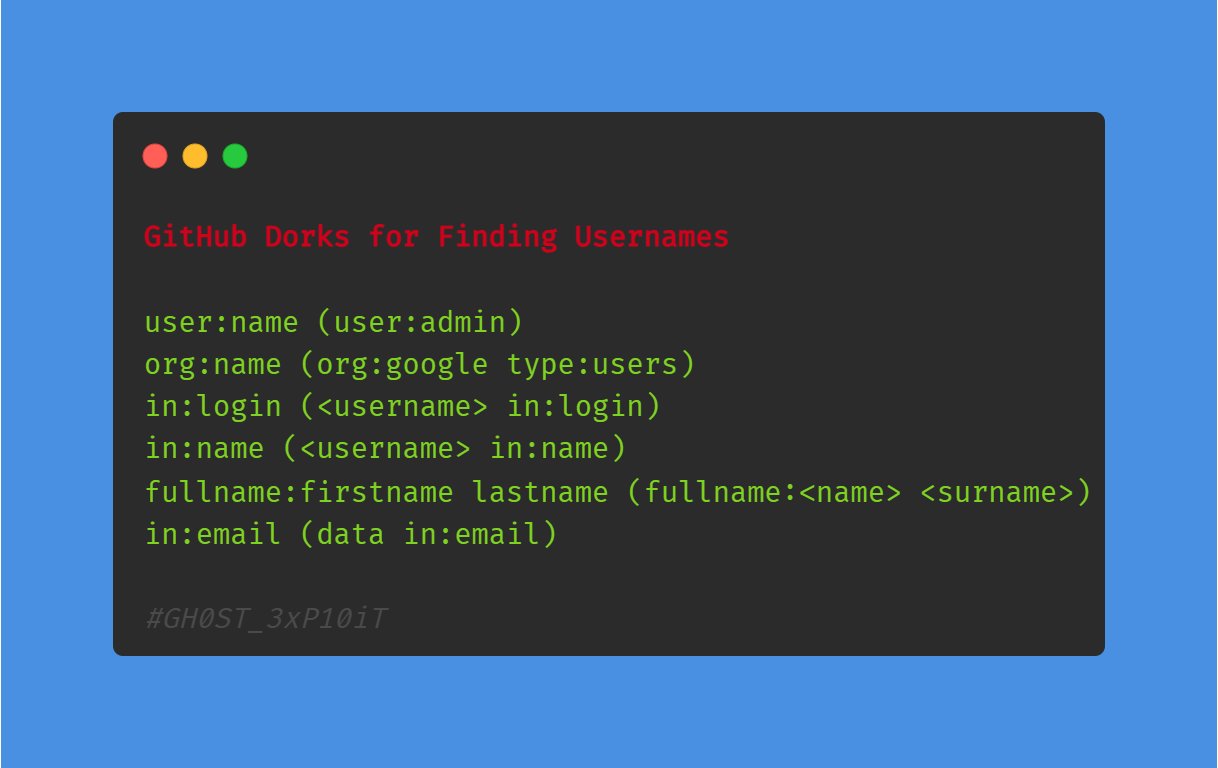 GitHub Dorks for Finding Usernames
user:name (user:admin)
org:name (org:google type:users)
in:login (<username> in:login)
in:name (<username> in:name)
fullname:firstname lastname (fullname:<name> <surname>)
in:email (data in:email)
#GH0ST_3xP10iT